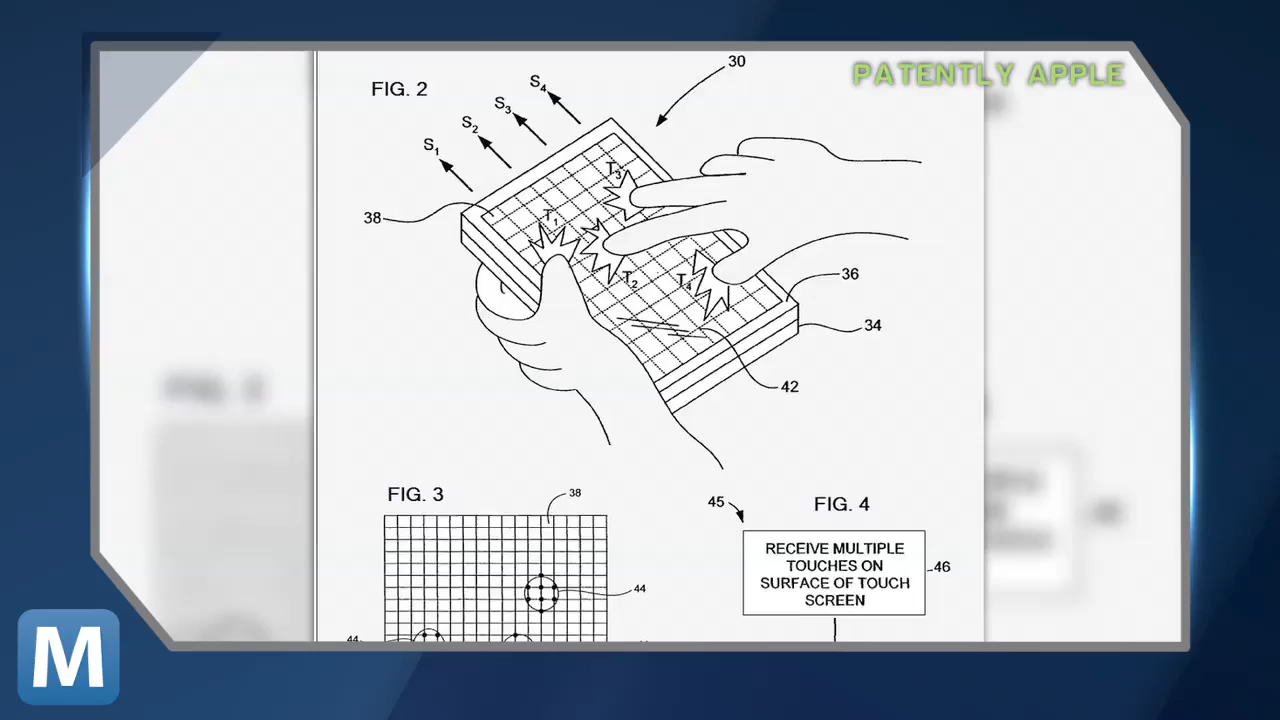 PATENTLY APPLE
FIG. 2
30
S4
S3
S2
S1
T3
38
T1
T2
T4
36
34
42
FIG. 3
38
44
44
FIG. 4
45
RECEIVE MULTIPLE
TOUCHES ON
SURFACE OF TOUCH
SCREEN
46
M